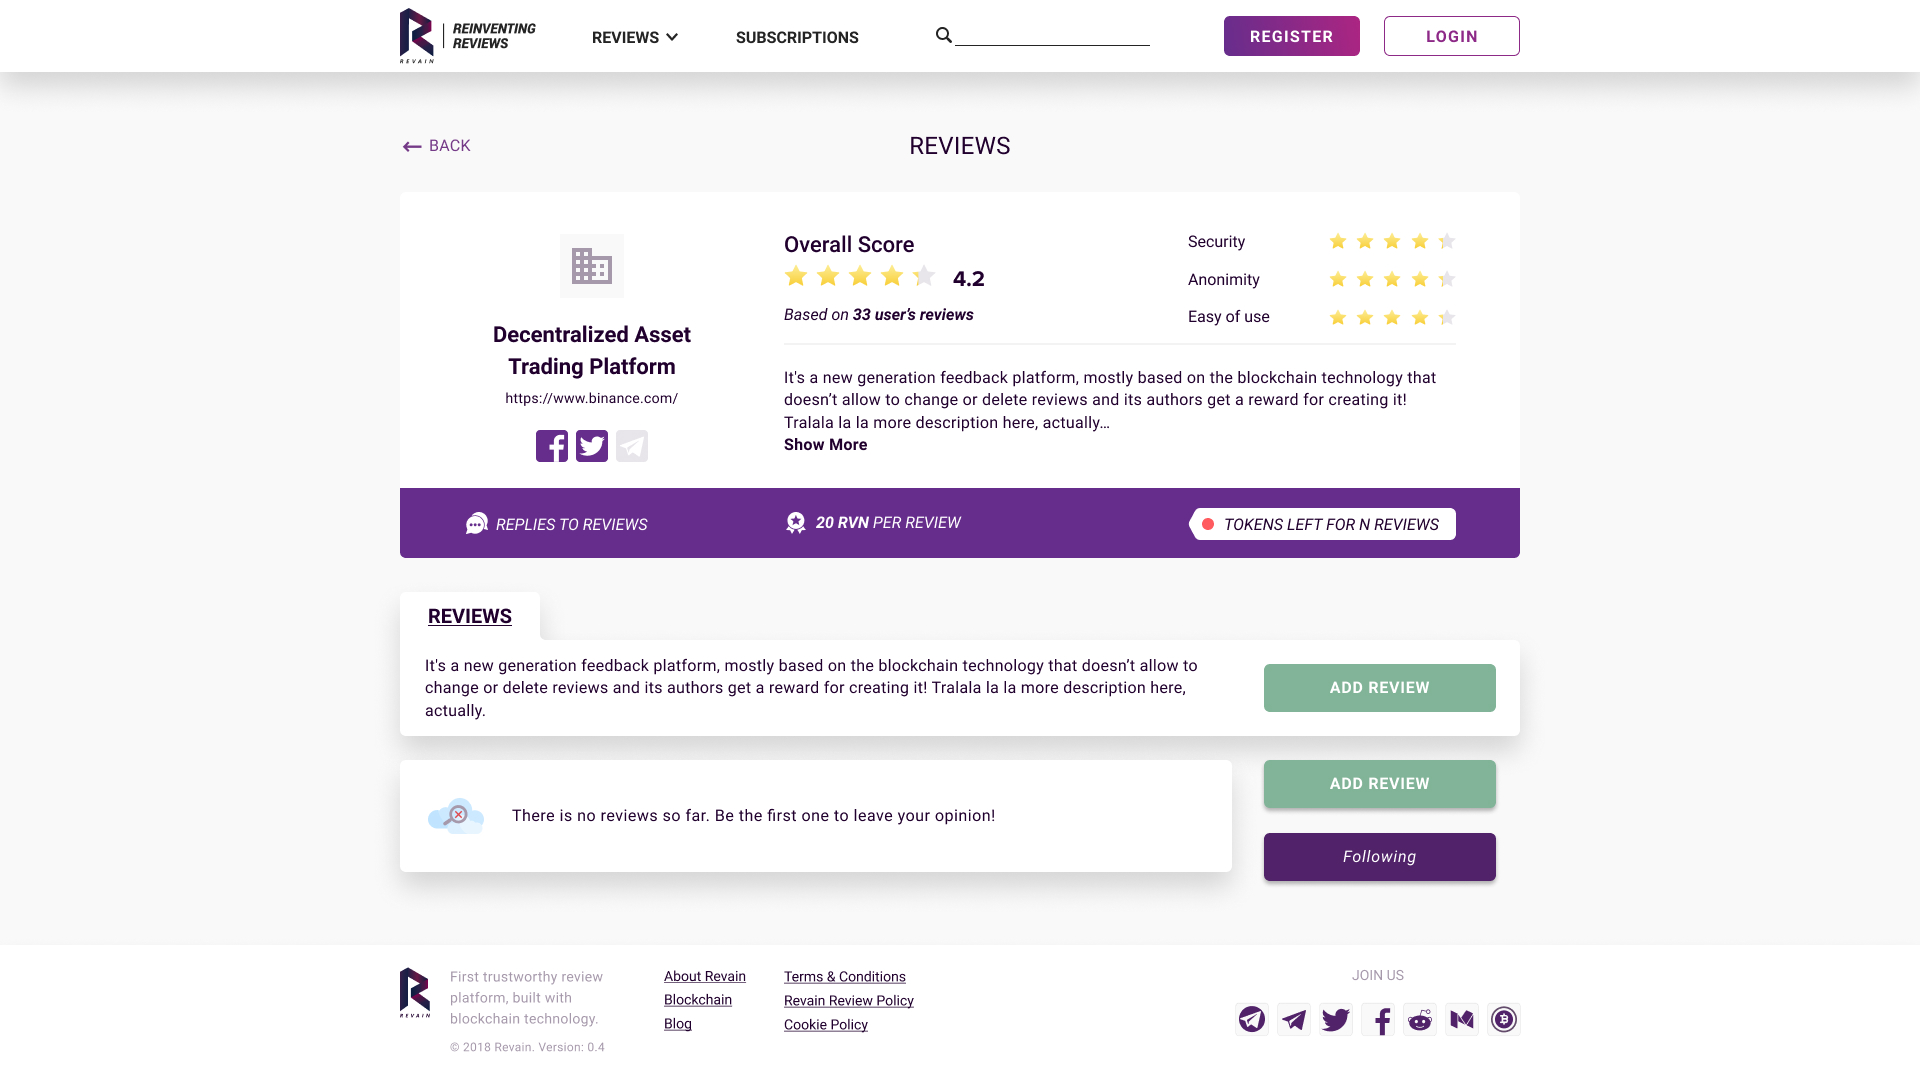 REINVENTING
REVIEWS
REVAIN
REVIEWS
SUBSCRIPTIONS
REGISTER
LOGIN
BACK
REVIEWS
Decentralized Asset
Trading Platform
https://www.binance.com/
Overall Score
4.2
Based on 33 user’s reviews
Security
Anonimity
Easy of use
It's a new generation feedback platform, mostly based on the blockchain technology that
doesn’t allow to change or delete reviews and its authors get a reward for creating it!
Tralala la la more description here, actually…
Show More
REPLIES TO REVIEWS
20 RVN PER REVIEW
TOKENS LEFT FOR N REVIEWS
REVIEWS
It's a new generation feedback platform, mostly based on the blockchain technology that doesn’t allow to
change or delete reviews and its authors get a reward for creating it! Tralala la la more description here,
actually.
ADD REVIEW
There is no reviews so far. Be the first one to leave your opinion!
ADD REVIEW
Following
REVAIN
First trustworthy review
platform, built with
blockchain technology.
© 2018 Revain. Version: 0.4
About Revain
Blockchain
Blog
Terms & Conditions
Revain Review Policy
Cookie Policy
JOIN US